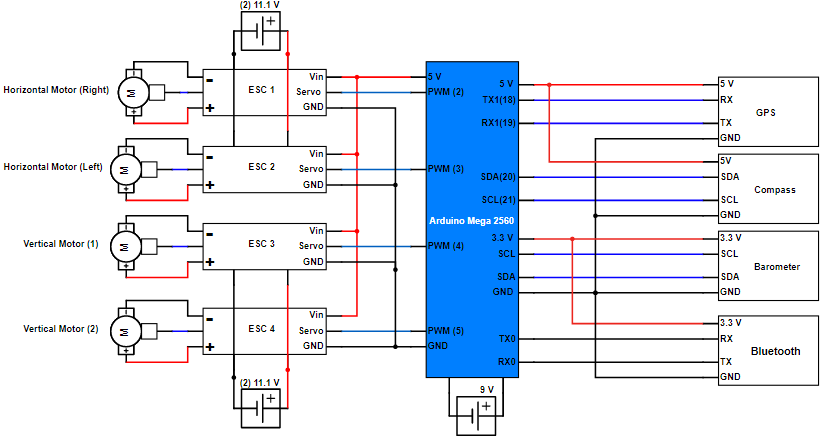 (2) 11.1 V
Horizontal Motor (Right)
M
-
+
ESC 1
Vin
Servo
GND
Horizontal Motor (Left)
M
-
+
ESC 2
Vin
Servo
GND
Vertical Motor (1)
M
-
+
ESC 3
Vin
Servo
GND
Vertical Motor (2)
M
-
+
ESC 4
Vin
Servo
GND
(2) 11.1 V
5 V
PWM (2)
PWM (3)
PWM (4)
PWM (5)
GND
Arduino Mega 2560
5 V
TX1(18)
RX1(19)
SDA(20)
SCL(21)
3.3 V
SCL
SDA
GND
TX0
RX0
9 V
5 V
RX
TX
GND
GPS
5V
SDA
SCL
GND
Compass
3.3 V
SCL
SDA
GND
Barometer
3.3 V
RX
TX
GND
Bluetooth